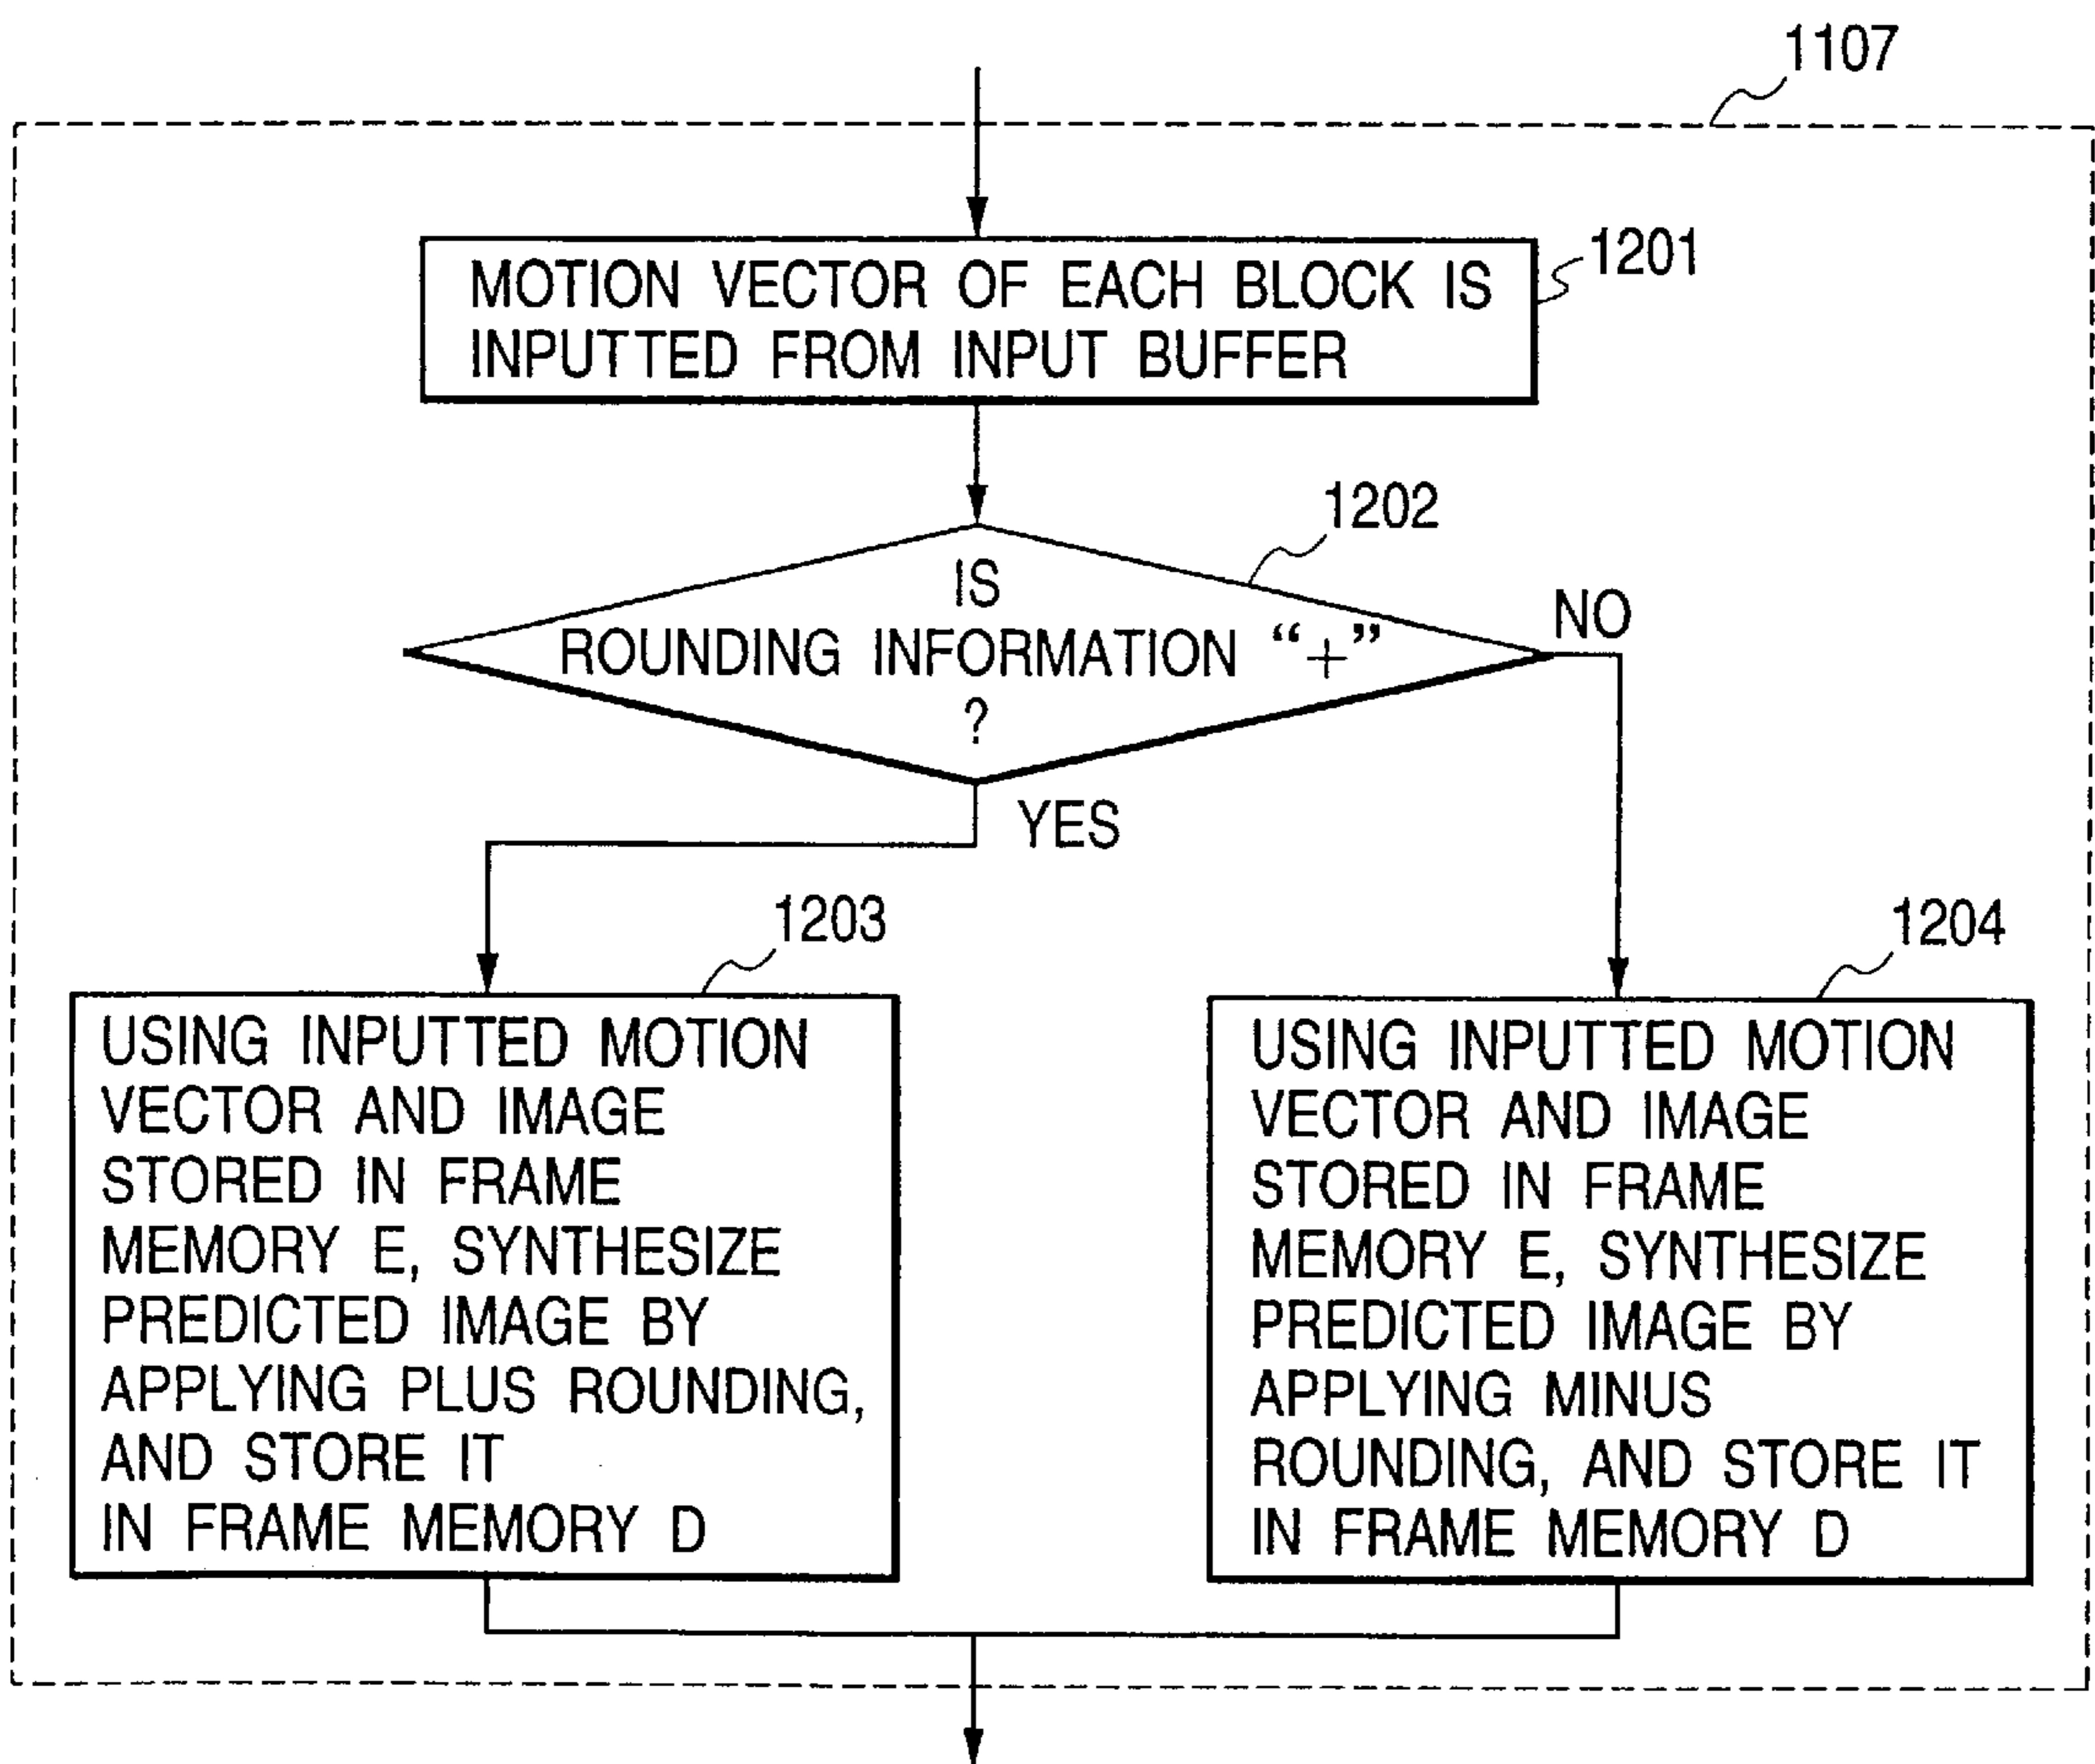 1107
MOTION VECTOR OF EACH BLOCK IS
INPUTTED FROM INPUT BUFFER
1201
1202
IS
ROUNDING INFORMATION “+”
?
NO
YES
1203
USING INPUTTED MOTION
VECTOR AND IMAGE
STORED IN FRAME
MEMORY E, SYNTHESIZE
PREDICTED IMAGE BY
APPLYING PLUS ROUNDING,
AND STORE IT
IN FRAME MEMORY D
1204
USING INPUTTED MOTION
VECTOR AND IMAGE
STORED IN FRAME
MEMORY E, SYNTHESIZE
PREDICTED IMAGE BY
APPLYING MINUS
ROUNDING, AND STORE IT
IN FRAME MEMORY D